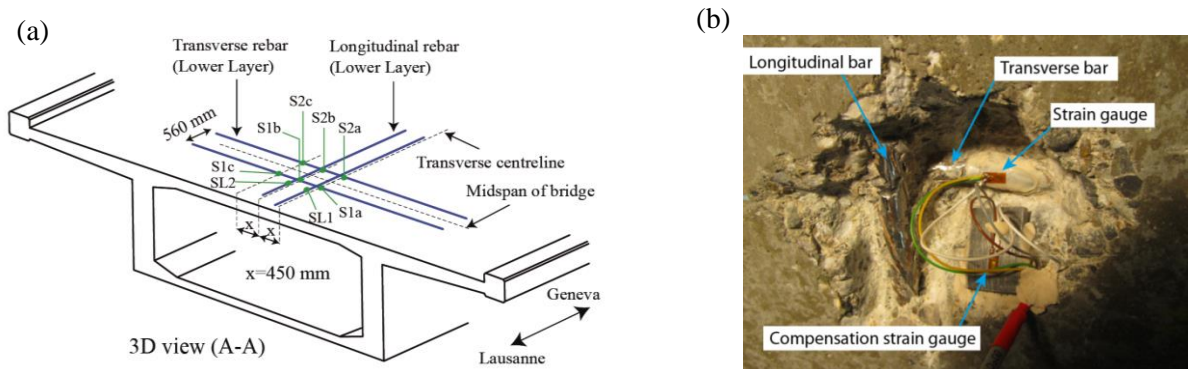 (a)
Transverse rebar
(Lower Layer)
Longitudinal rebar
(Lower Layer)
560 mm
S2c
S1b
S2b
S2a
S1c
SL2
SL1
S1a
Transverse centreline
Midspan of bridge
x
x
x=450 mm
3D view (A-A)
Geneva
Lausanne
(b)
Longitudinal bar
Transverse bar
Strain gauge
Compensation strain gauge